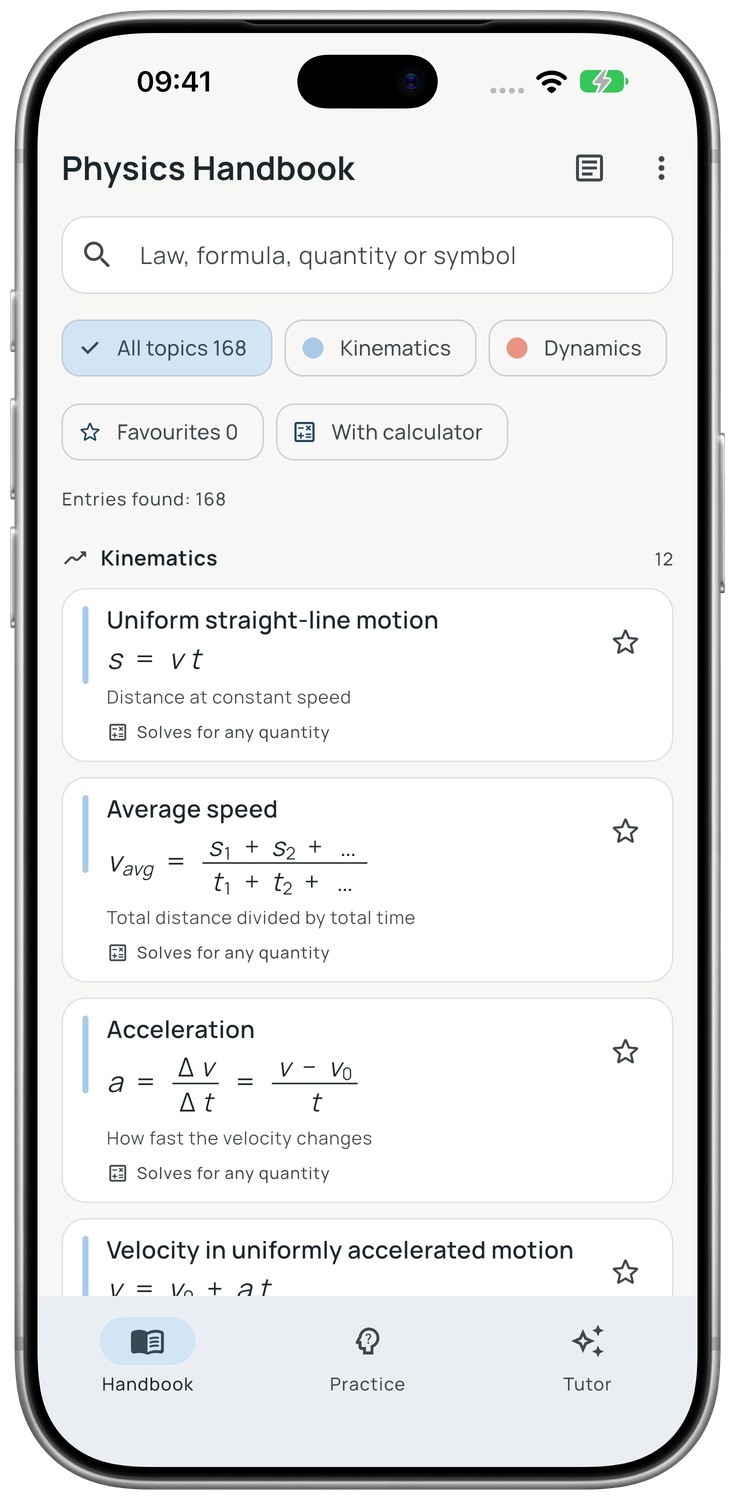 09:41
Physics Handbook
Law, formula, quantity or symbol
All topics 168
Kinematics
Dynamics
Favourites 0
With calculator
Entries found: 168
Kinematics
12
Uniform straight-line motion
s = v t
Distance at constant speed
Solves for any quantity
Average speed
v_avg = (s₁ + s₂ + …) / (t₁ + t₂ + …)
Total distance divided by total time
Solves for any quantity
Acceleration
a = Δ v / Δ t = (v − v₀) / t
How fast the velocity changes
Solves for any quantity
Velocity in uniformly accelerated motion
v = v₀ + a t
Handbook
Practice
Tutor